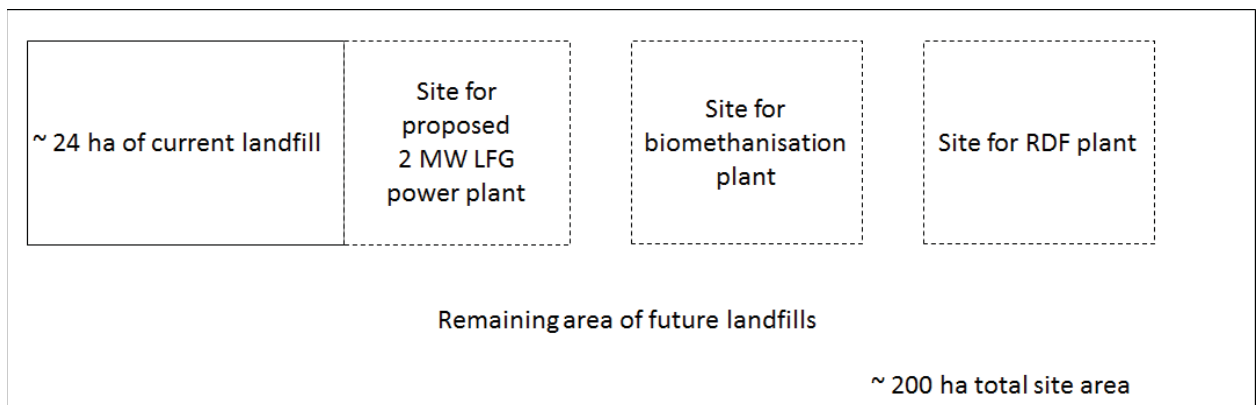 ~ 24 ha of current landfill
Site for
proposed
2 MW LFG
power plant
Site for
biomethanisation
plant
Site for RDF plant
Remaining area of future landfills
~ 200 ha total site area